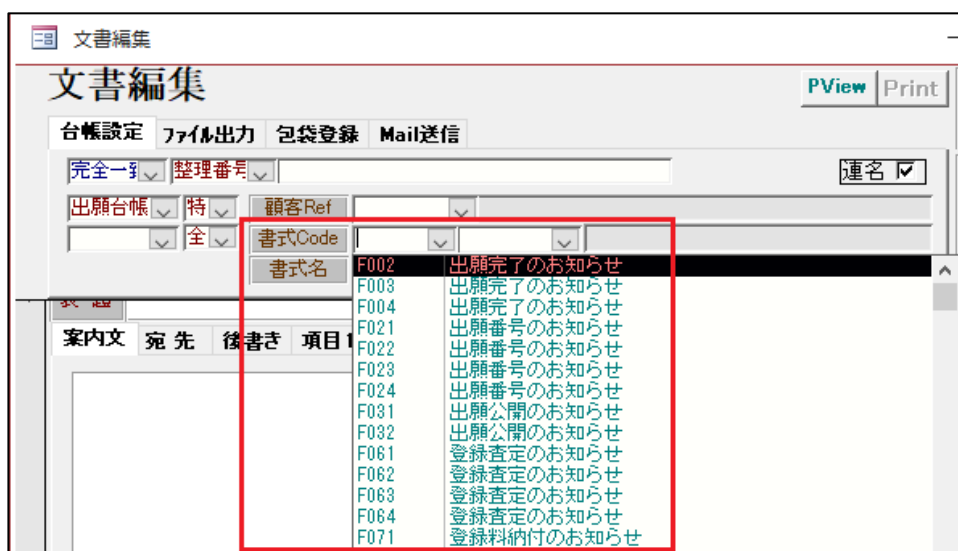 文書編集
文書編集
PView Print
台帳設定 ファイル出力 包袋登録 Mail送信
完全一致 整理番号 連名
出願台帳 特 顧客Ref
全 書式Code
書式名
F002 出願完了のお知らせ
F003 出願完了のお知らせ
F004 出願完了のお知らせ
F021 出願番号のお知らせ
F022 出願番号のお知らせ
F023 出願番号のお知らせ
F024 出願番号のお知らせ
F031 出願公開のお知らせ
F032 出願公開のお知らせ
F061 登録査定のお知らせ
F062 登録査定のお知らせ
F063 登録査定のお知らせ
F064 登録査定のお知らせ
F071 登録料納付のお知らせ
表 題
案内文 宛 先 後書き 項目1